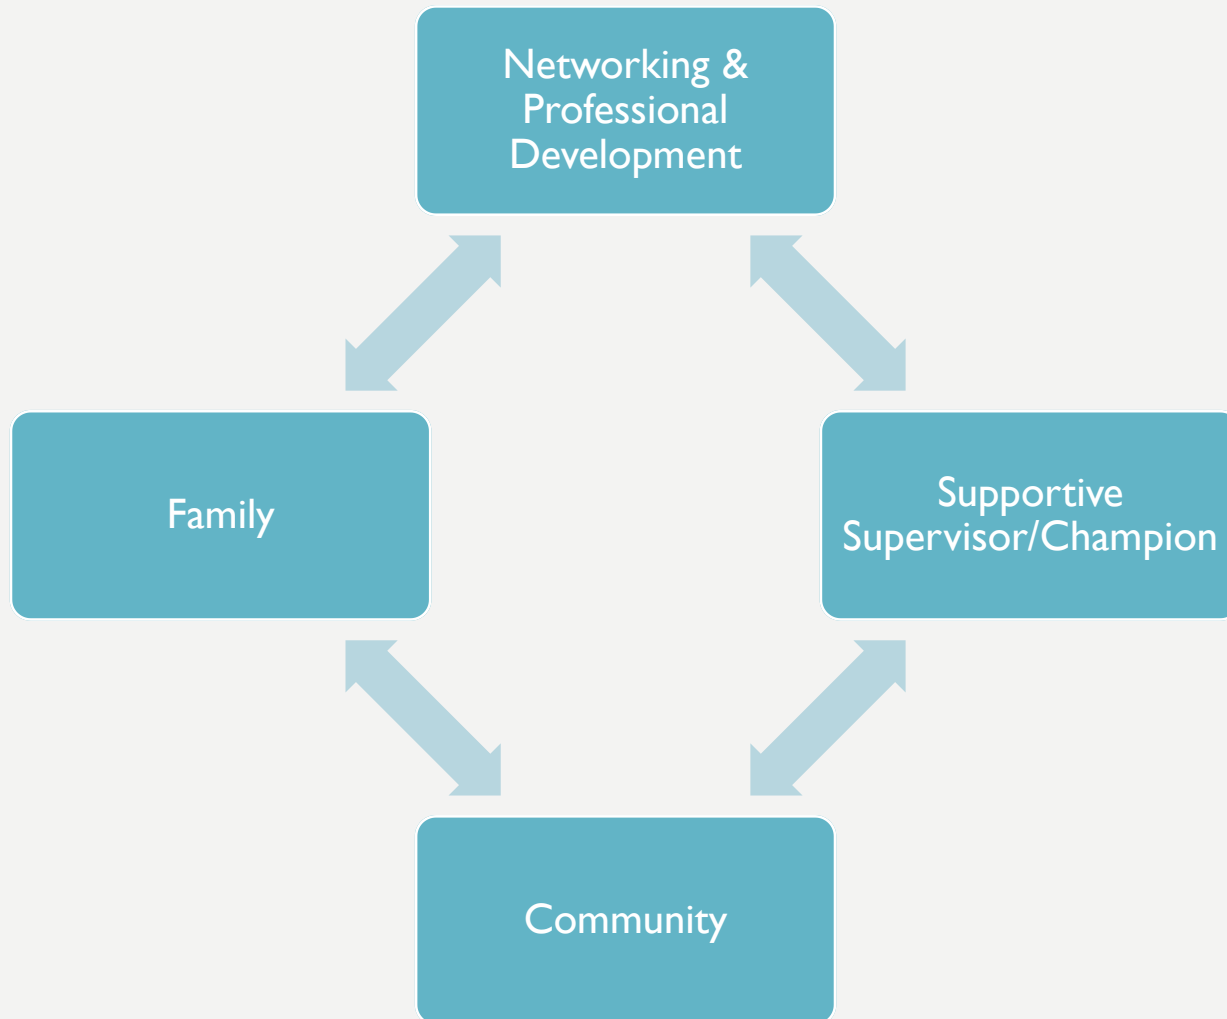 Networking &
Professional
Development
Family
Supportive
Supervisor/Champion
Community